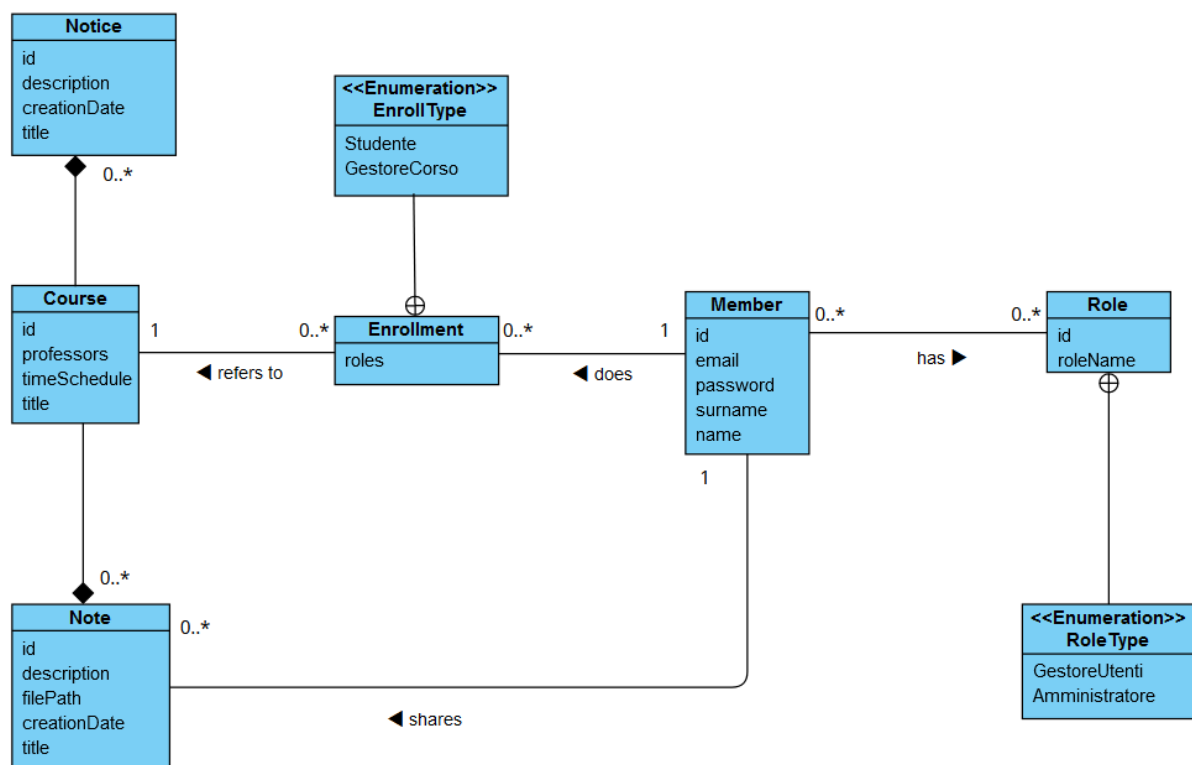 Notice
id
description
creationDate
title
0..*
<<Enumeration>>
EnrollType
Studente
GestoreCorso
Course
id
professors
timeSchedule
title
1
0..*
◀ refers to
Enrollment
roles
0..*
1
◀ does
Member
id
email
password
surname
name
0..*
0..*
has ▶
Role
id
roleName
1
0..*
Note
id
description
filePath
creationDate
title
0..*
◀ shares
<<Enumeration>>
RoleType
GestoreUtenti
Amministratore